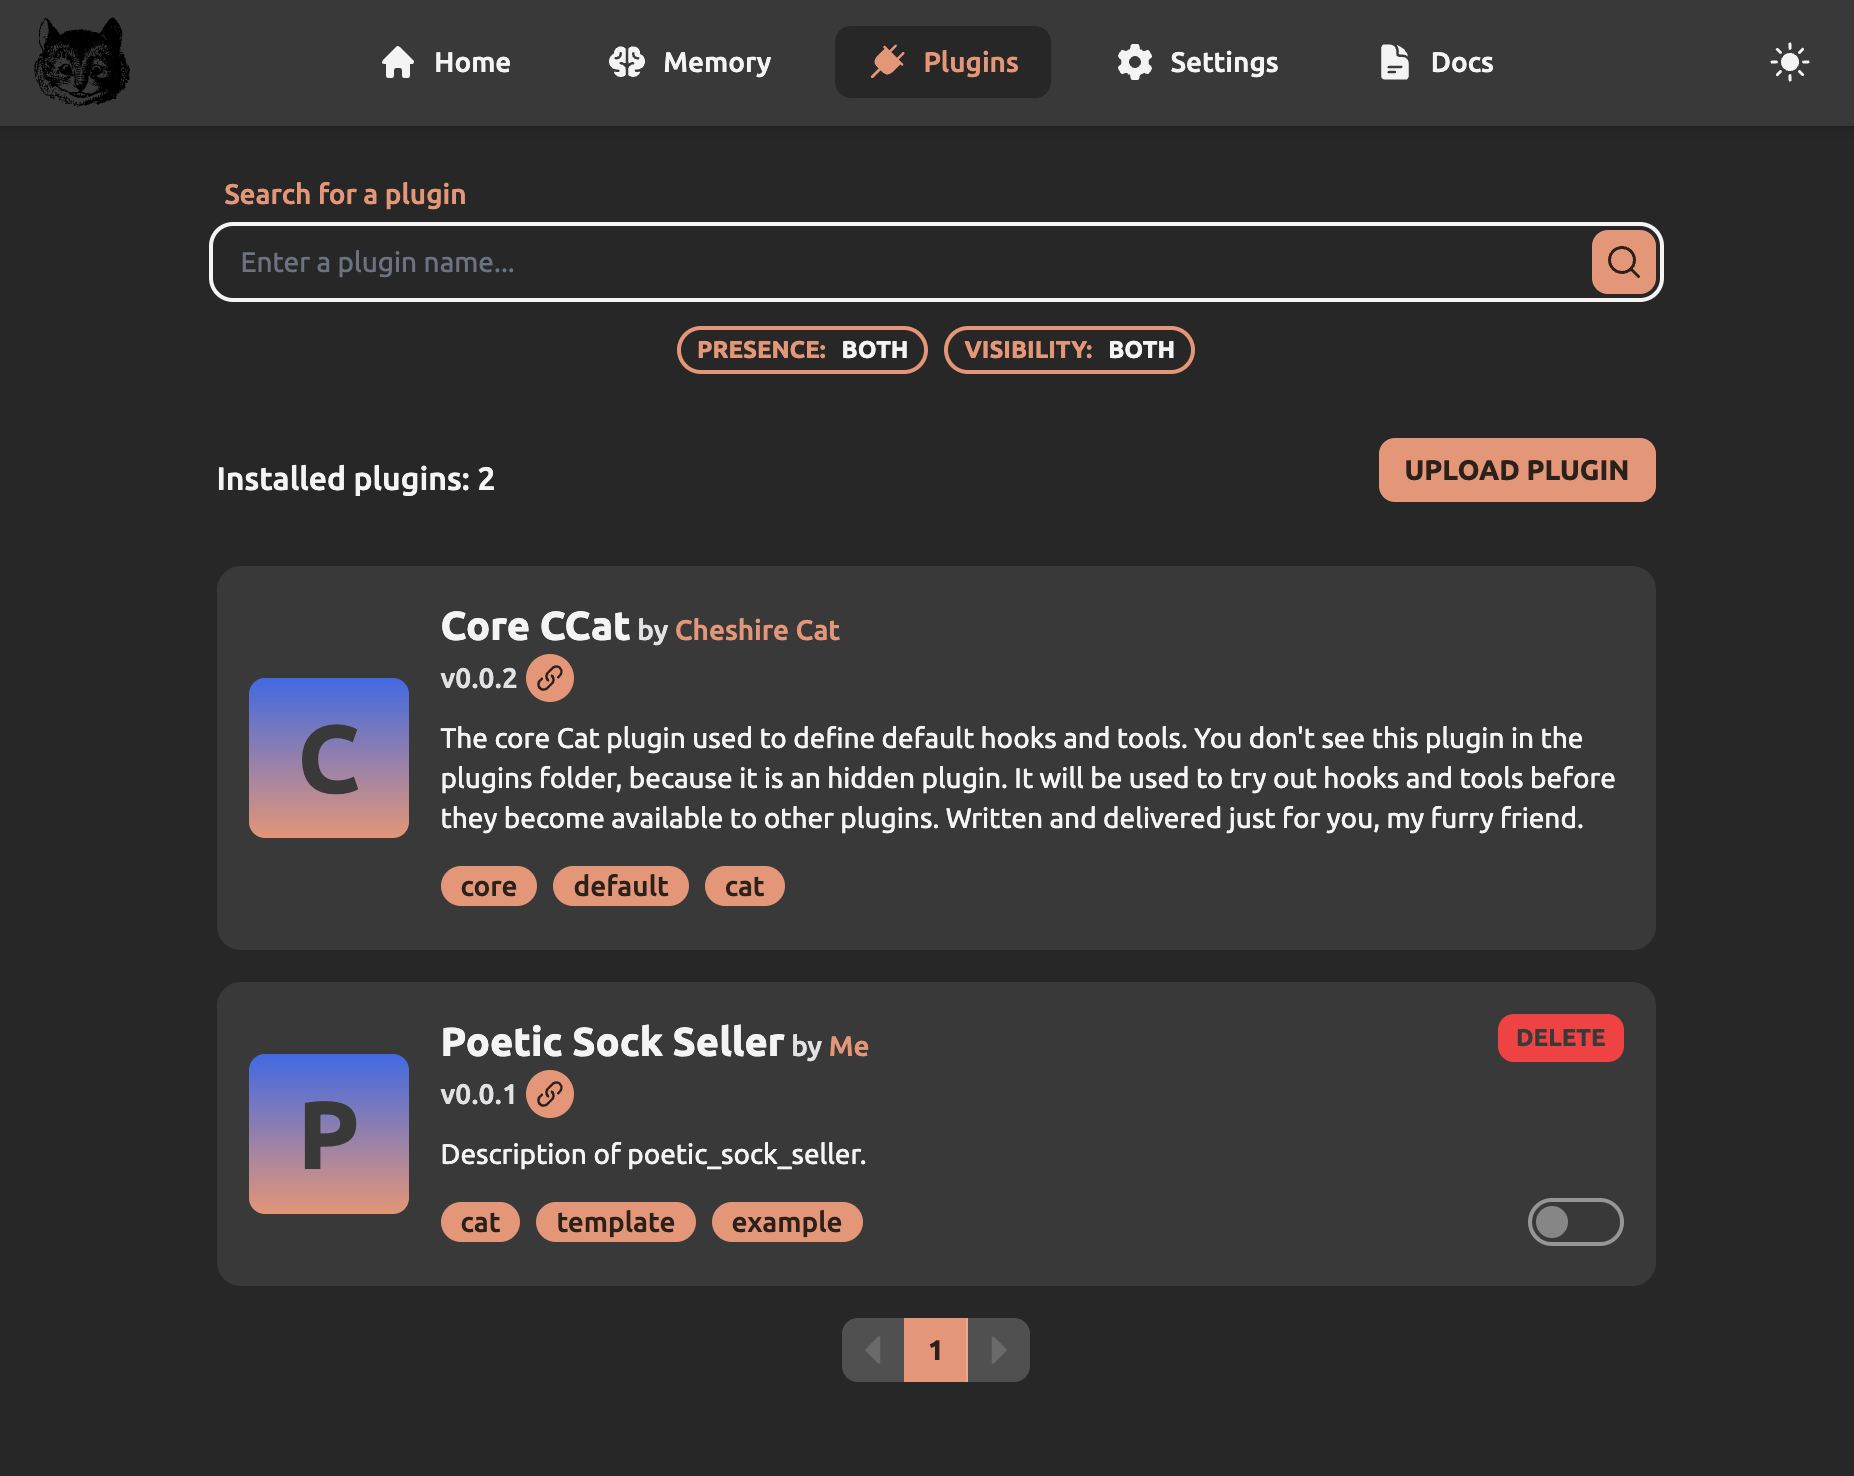 Home
Memory
Plugins
Settings
Docs
Search for a plugin
Enter a plugin name...
PRESENCE: BOTH
VISIBILITY: BOTH
Installed plugins: 2
UPLOAD PLUGIN
C
Core CCat by Cheshire Cat
v0.0.2
The core Cat plugin used to define default hooks and tools. You don't see this plugin in the
plugins folder, because it is an hidden plugin. It will be used to try out hooks and tools before
they become available to other plugins. Written and delivered just for you, my furry friend.
core
default
cat
P
Poetic Sock Seller by Me
DELETE
v0.0.1
Description of poetic_sock_seller.
cat
template
example
1